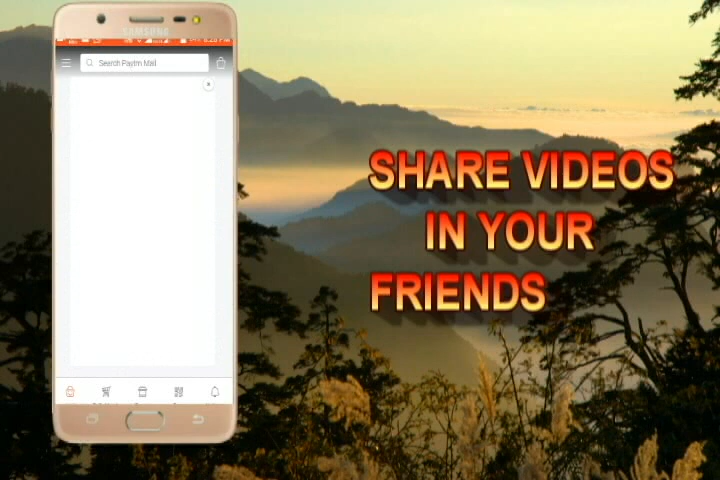 SAMSUNG
Search Paytm Mall
SHARE VIDEOS
IN YOUR
FRIENDS